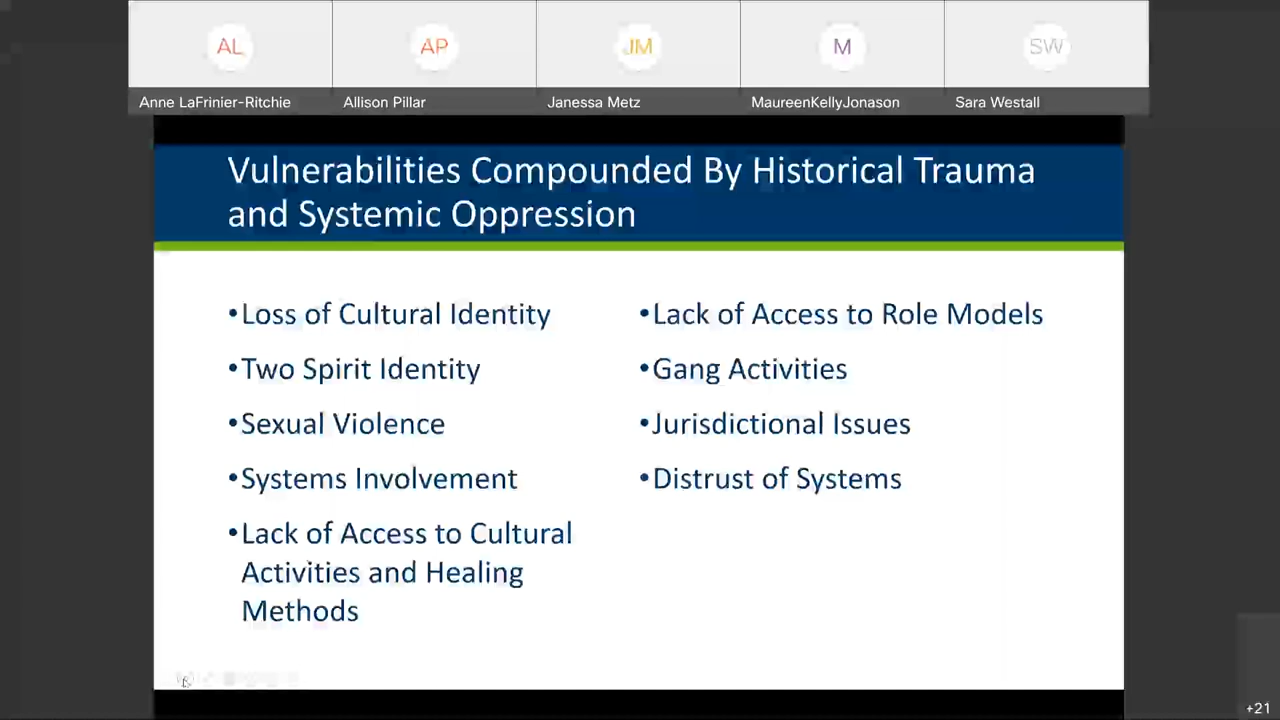 AL
AP
JM
M
SW
Anne LaFrinier-Ritchie
Allison Pillar
Janessa Metz
MaureenKellyJonason
Sara Westall
Vulnerabilities Compounded By Historical Trauma
and Systemic Oppression
•Loss of Cultural Identity
•Two Spirit Identity
•Sexual Violence
•Systems Involvement
•Lack of Access to Cultural
Activities and Healing
Methods
•Lack of Access to Role Models
•Gang Activities
•Jurisdictional Issues
•Distrust of Systems
+21